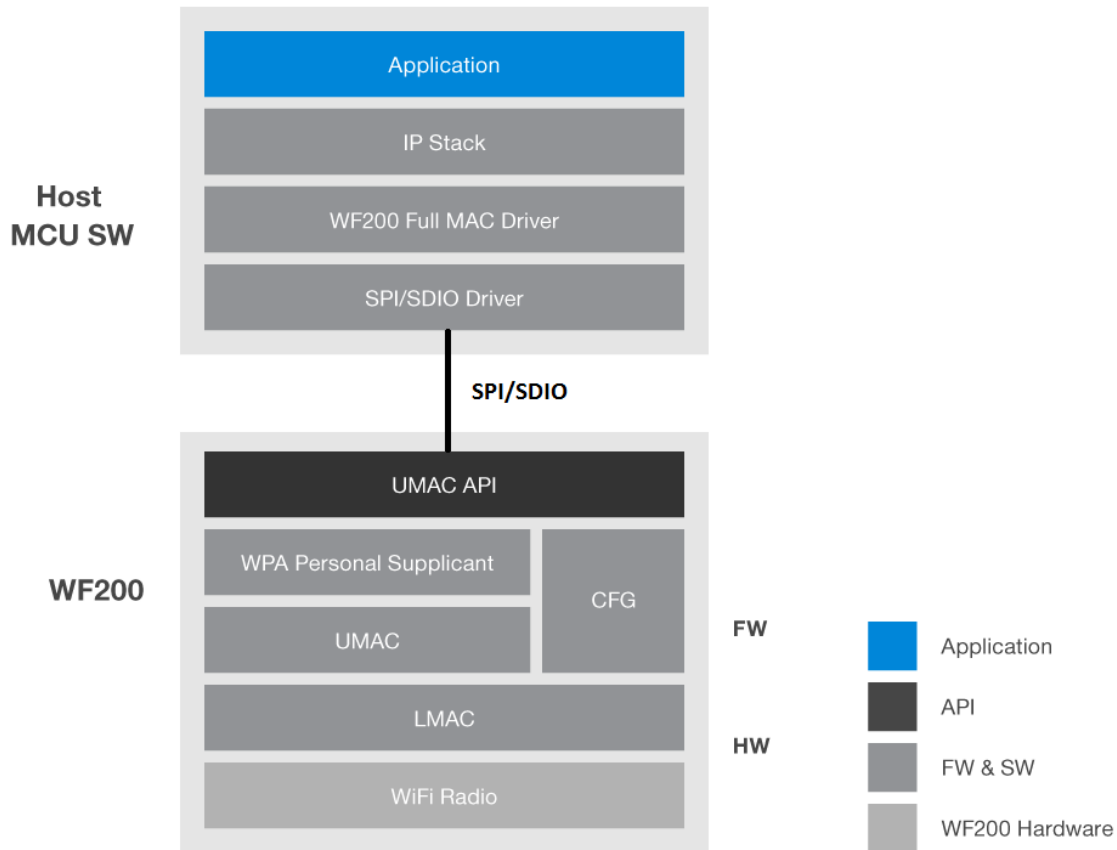 Application
IP Stack
Host
MCU SW
WF200 Full MAC Driver
SPI/SDIO Driver
SPI/SDIO
UMAC API
WF200
WPA Personal Supplicant
CFG
UMAC
LMAC
WiFi Radio
FW
HW
Application
API
FW & SW
WF200 Hardware